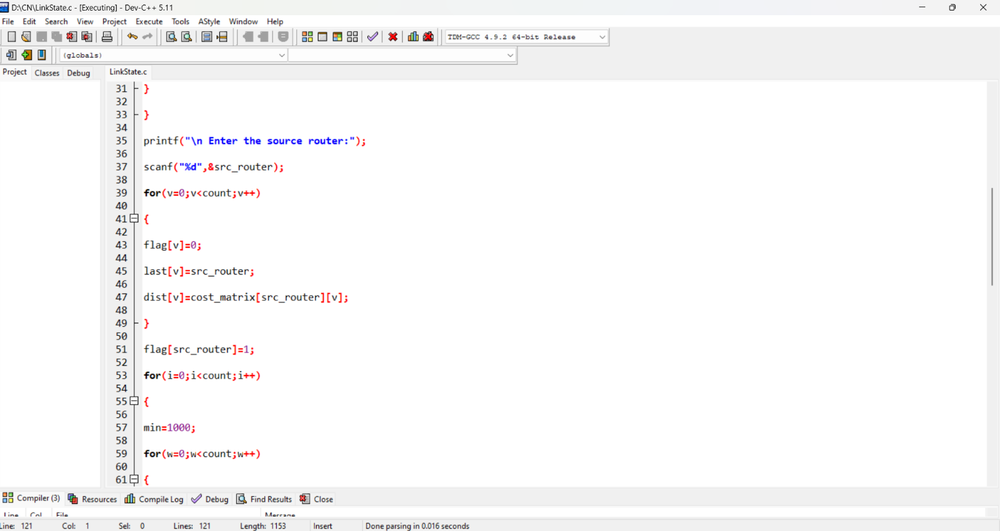 D:\CN\LinkState.c - [Executing] - Dev-C++ 5.11
File Edit Search View Project Execute Tools AStyle Window Help
TDM-GCC 4.9.2 64-bit Release
(globals)
Project Classes Debug LinkState.c
31 }
32
33 }
34
35 printf("\n Enter the source router:");
36
37 scanf("%d",&src_router);
38
39 for(v=0;v<count;v++)
40
41 {
42
43 flag[v]=0;
44
45 last[v]=src_router;
46
47 dist[v]=cost_matrix[src_router][v];
48
49 }
50
51 flag[src_router]=1;
52
53 for(i=0;i<count;i++)
54
55 {
56
57 min=1000;
58
59 for(w=0;w<count;w++)
60
61 {
Compiler (3) Resources Compile Log Debug Find Results Close
Line Col File Message
Line: 121 Col: 1 Sel: 0 Lines: 121 Length: 1153 Insert Done parsing in 0.016 seconds